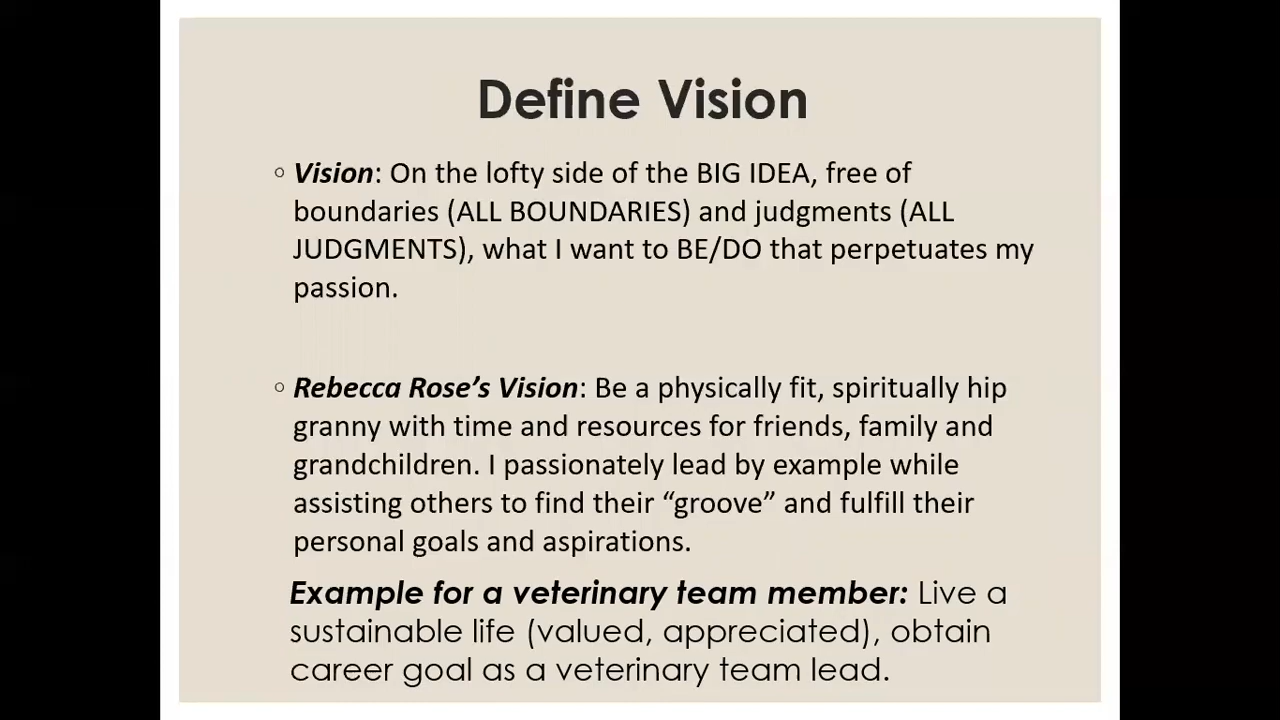 Define Vision
◦ Vision: On the lofty side of the BIG IDEA, free of
boundaries (ALL BOUNDARIES) and judgments (ALL
JUDGMENTS), what I want to BE/DO that perpetuates my
passion.
◦ Rebecca Rose’s Vision: Be a physically fit, spiritually hip
granny with time and resources for friends, family and
grandchildren. I passionately lead by example while
assisting others to find their “groove” and fulfill their
personal goals and aspirations.
Example for a veterinary team member: Live a
sustainable life (valued, appreciated), obtain
career goal as a veterinary team lead.